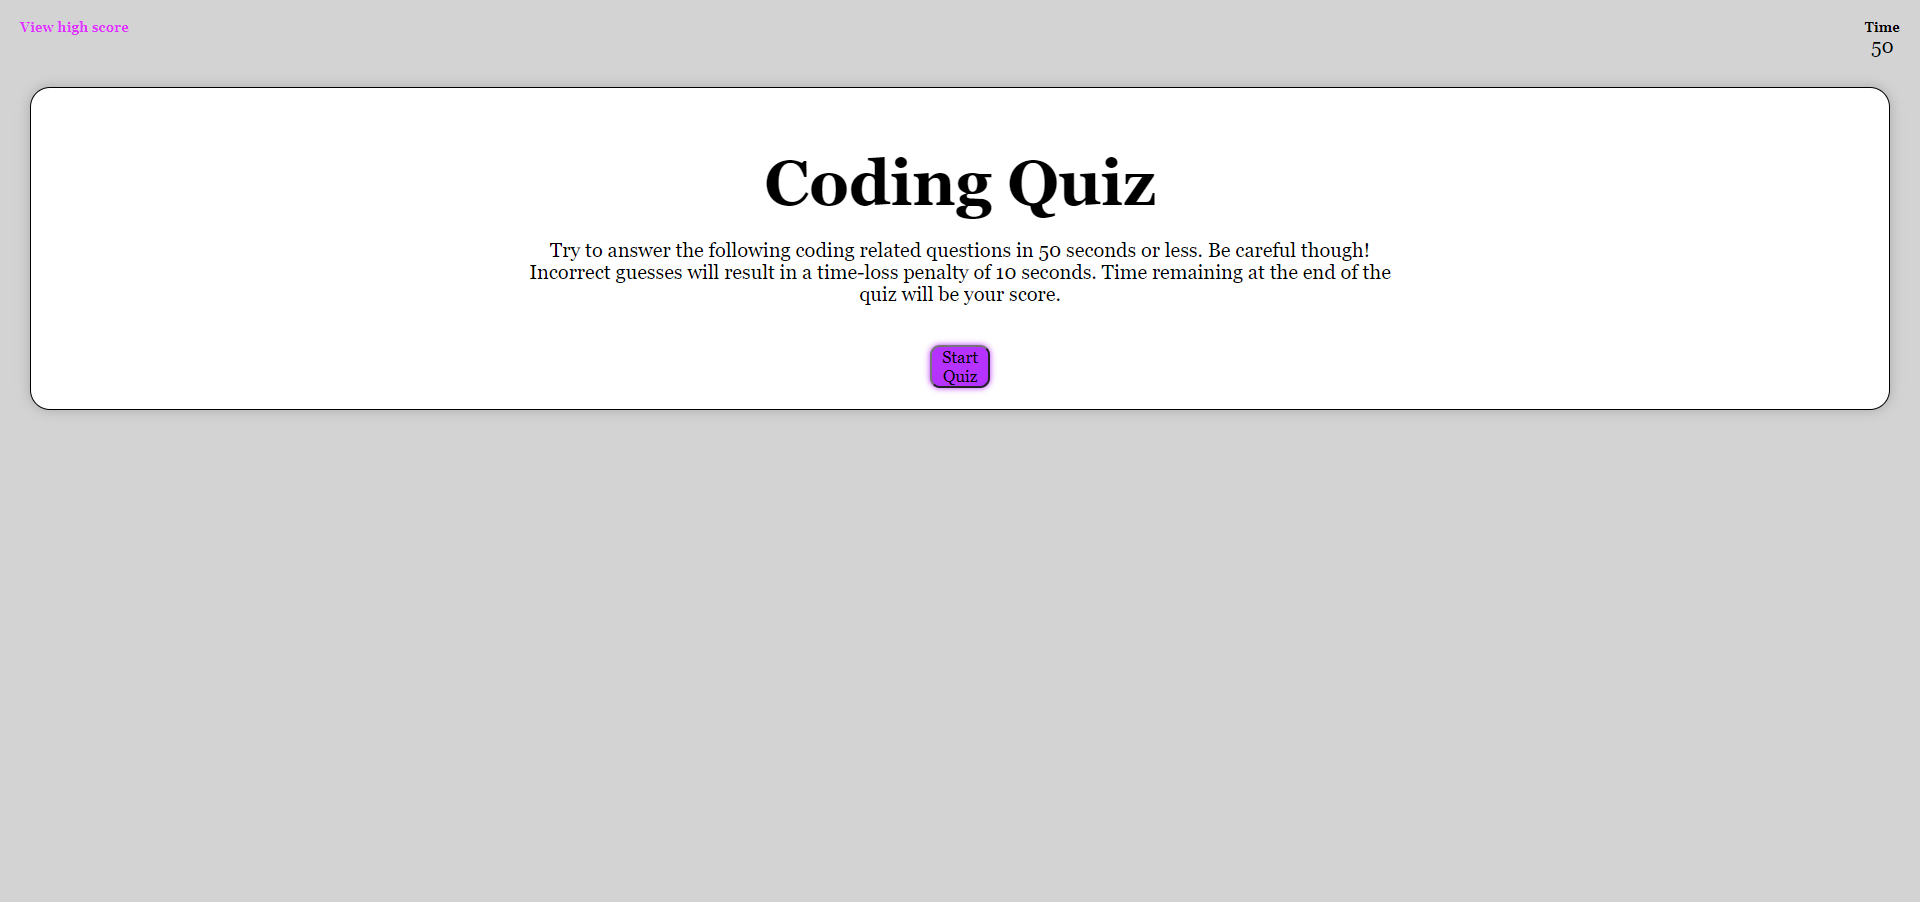 View high score
Time
50
Coding Quiz
Try to answer the following coding related questions in 50 seconds or less. Be careful though!
Incorrect guesses will result in a time-loss penalty of 10 seconds. Time remaining at the end of the
quiz will be your score.
Start
Quiz